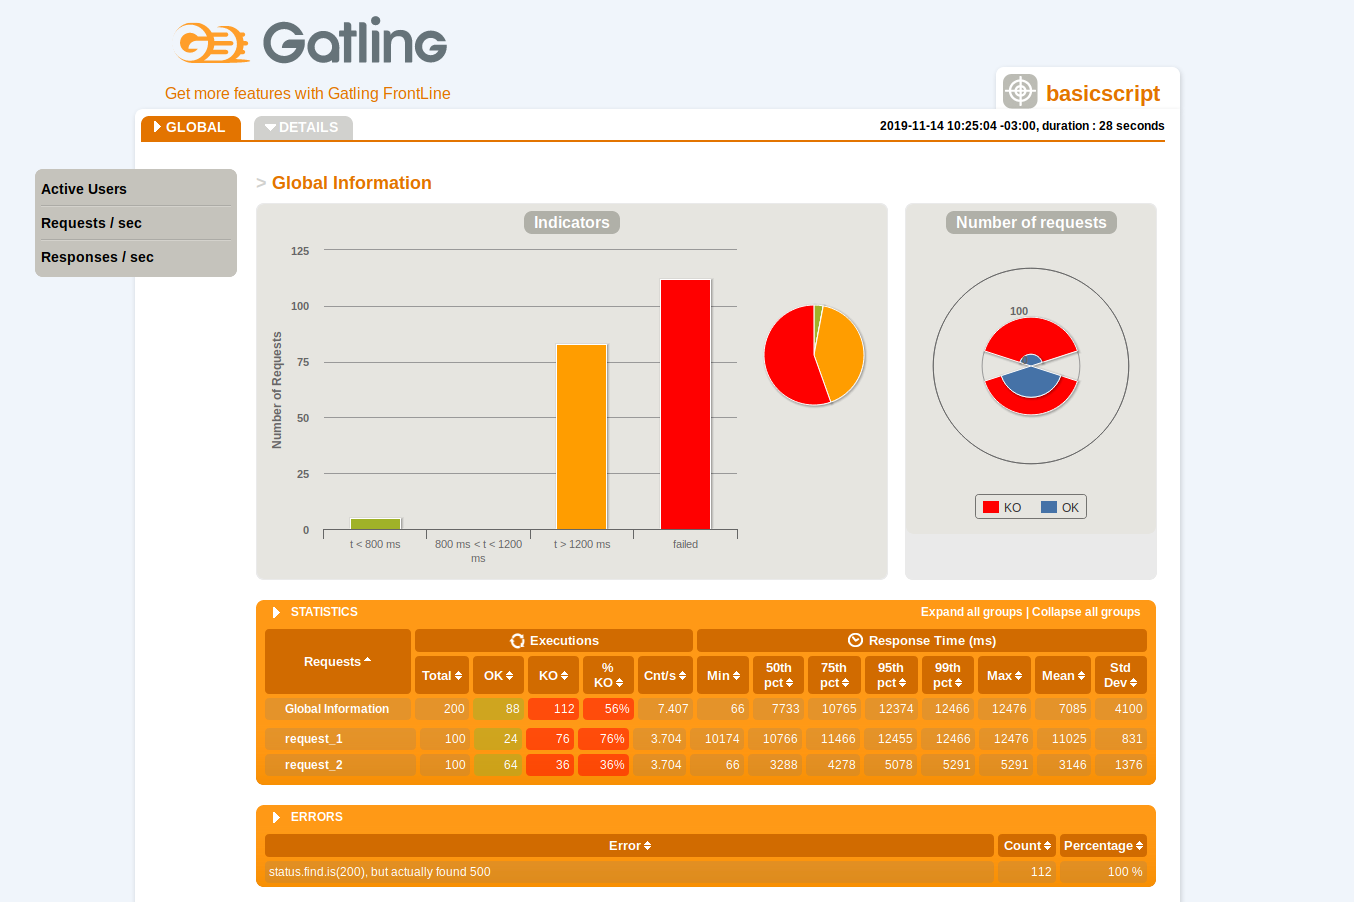 Gatling
Get more features with Gatling FrontLine
basicscript
GLOBAL DETAILS 2019-11-14 10:25:04 -03:00, duration : 28 seconds
Active Users
Requests / sec
Responses / sec
> Global Information
Indicators
125
100
75
50
25
0
Number of Requests
t < 800 ms 800 ms < t < 1200 t > 1200 ms failed
ms
Number of requests
100
KO OK
STATISTICS Expand all groups | Collapse all groups
Requests Executions Response Time (ms)
Total OK KO % KO Cnt/s Min 50th pct 75th pct 95th pct 99th pct Max Mean Std Dev
Global Information 200 88 112 56% 7.407 66 7733 10765 12374 12466 12476 7085 4100
request_1 100 24 76 76% 3.704 10174 10766 11466 12455 12466 12476 11025 831
request_2 100 64 36 36% 3.704 66 3288 4278 5078 5291 5291 3146 1376
ERRORS
Error Count Percentage
status.find.is(200), but actually found 500 112 100 %